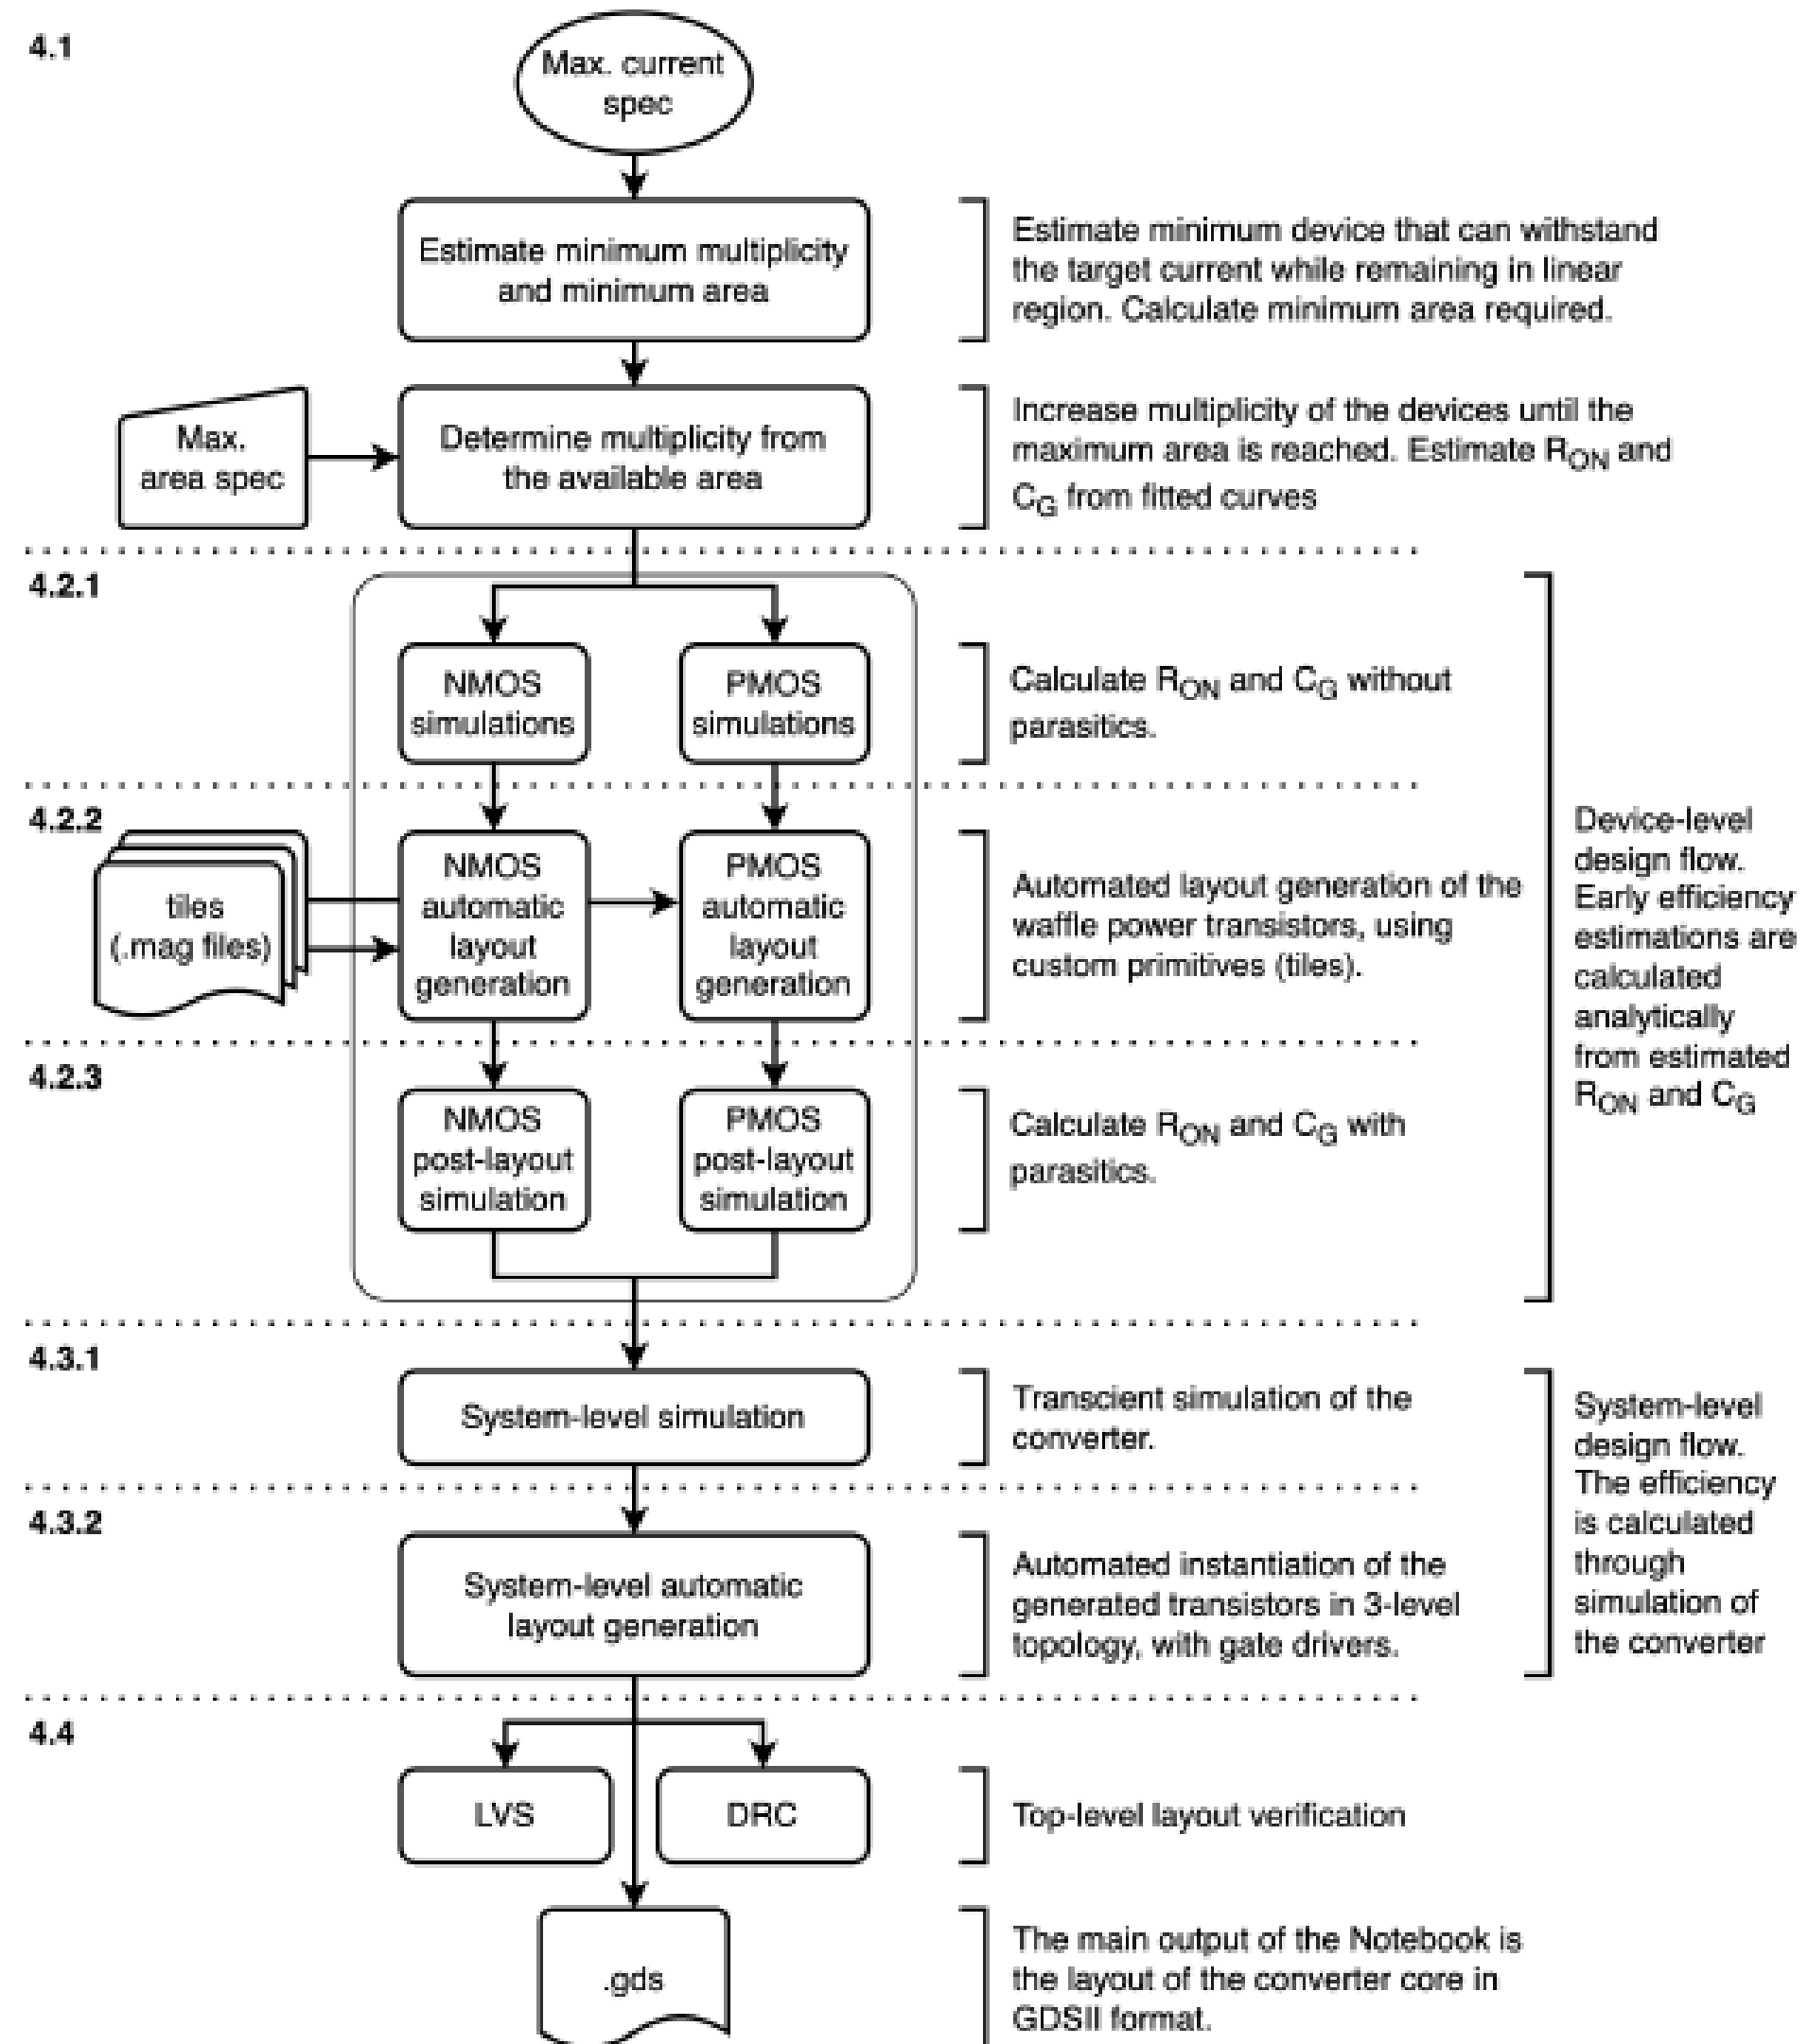 4.1
Max. current
spec
Estimate minimum multiplicity
and minimum area
Estimate minimum device that can withstand
the target current while remaining in linear
region. Calculate minimum area required.
Max.
area spec
Determine multiplicity from
the available area
Increase multiplicity of the devices until the
maximum area is reached. Estimate RON and
CG from fitted curves
4.2.1
NMOS
simulations
PMOS
simulations
Calculate RON and CG without
parasitics.
4.2.2
tiles
(.mag files)
NMOS
automatic
layout
generation
PMOS
automatic
layout
generation
Automated layout generation of the
waffle power transistors, using
custom primitives (tiles).
Device-level
design flow.
Early efficiency
estimations are
calculated
analytically
from estimated
RON and CG
4.2.3
NMOS
post-layout
simulation
PMOS
post-layout
simulation
Calculate RON and CG with
parasitics.
4.3.1
System-level simulation
Transcient simulation of the
converter.
System-level
design flow.
The efficiency
is calculated
through
simulation of
the converter
4.3.2
System-level automatic
layout generation
Automated instantiation of the
generated transistors in 3-level
topology, with gate drivers.
4.4
LVS
DRC
Top-level layout verification
.gds
The main output of the Notebook is
the layout of the converter core in
GDSII format.